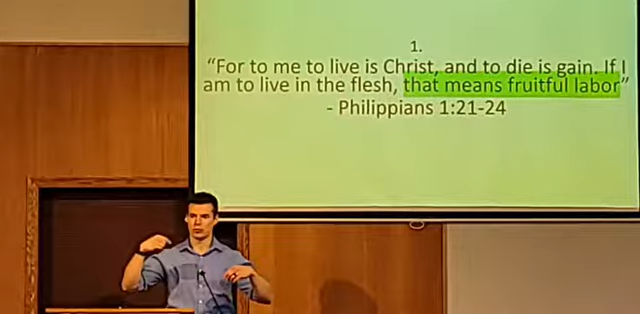 1.
“For to me to live is Christ, and to die is gain. If I
am to live in the flesh, that means fruitful labor”
- Philippians 1:21-24